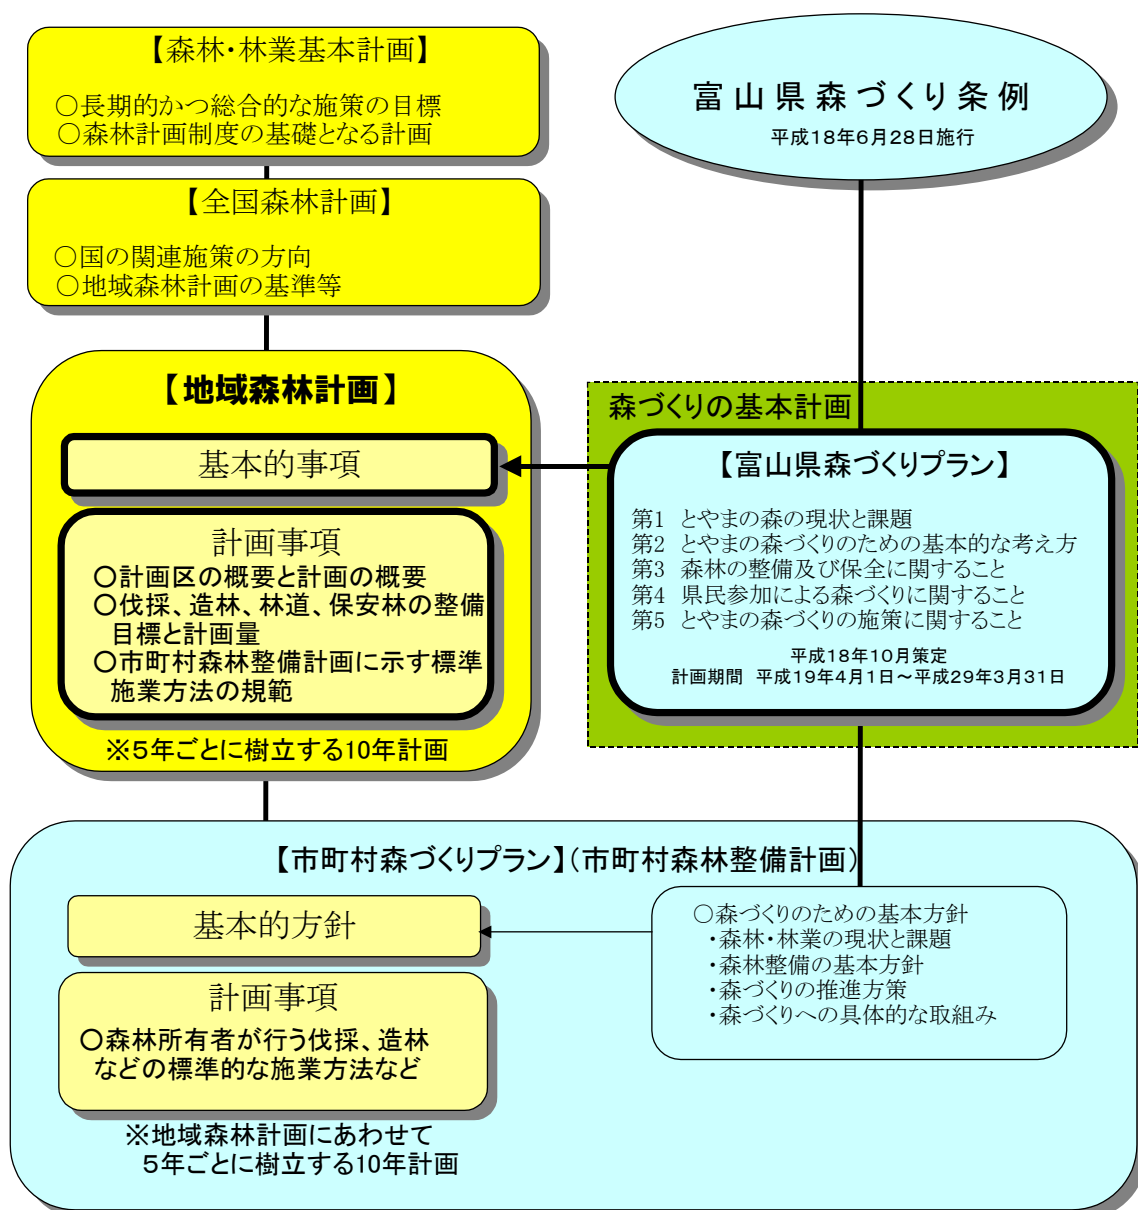 【森林・林業基本計画】
○長期的かつ総合的な施策の目標
○森林計画制度の基礎となる計画
【全国森林計画】
○国の関連施策の方向
○地域森林計画の基準等
【地域森林計画】
基本的事項
計画事項
○計画区の概要と計画の概要
○伐採、造林、林道、保安林の整備
目標と計画量
○市町村森林整備計画に示す標準
施業方法の規範
※5年ごとに樹立する10年計画
富山県森づくり条例
平成18年6月28日施行
森づくりの基本計画
【富山県森づくりプラン】
第1 とやまの森の現状と課題
第2 とやまの森づくりのための基本的な考え方
第3 森林の整備及び保全に関すること
第4 県民参加による森づくりに関すること
第5 とやまの森づくりの施策に関すること
平成18年10月策定
計画期間 平成19年4月1日～平成29年3月31日
【市町村森づくりプラン】(市町村森林整備計画)
基本的方針
計画事項
○森林所有者が行う伐採、造林
などの標準的な施業方法など
※地域森林計画にあわせて
5年ごとに樹立する10年計画
○森づくりのための基本方針
・森林・林業の現状と課題
・森林整備の基本方針
・森づくりの推進方策
・森づくりへの具体的な取組み